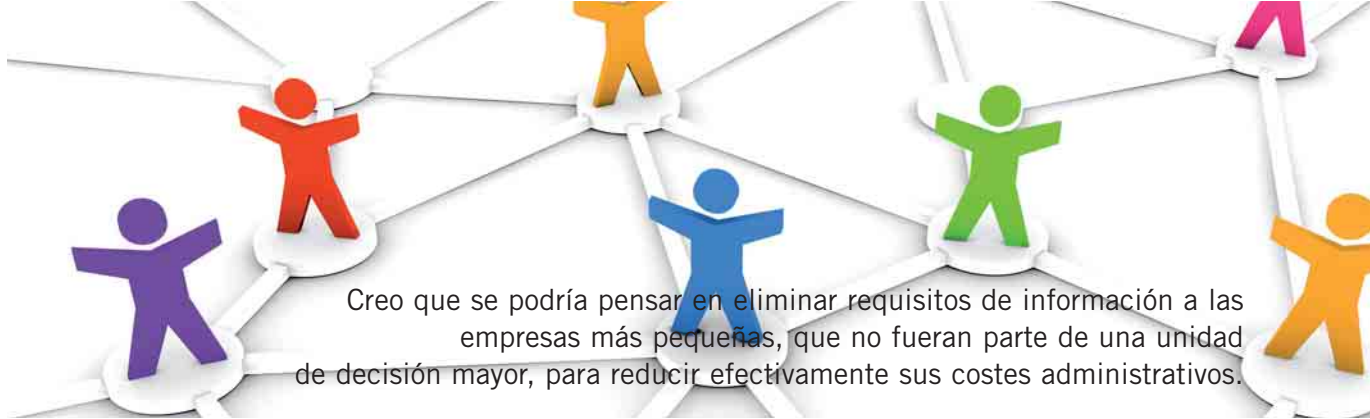 Creo que se podría pensar en eliminar requisitos de información a las
empresas más pequeñas, que no fueran parte de una unidad
de decisión mayor, para reducir efectivamente sus costes administrativos.